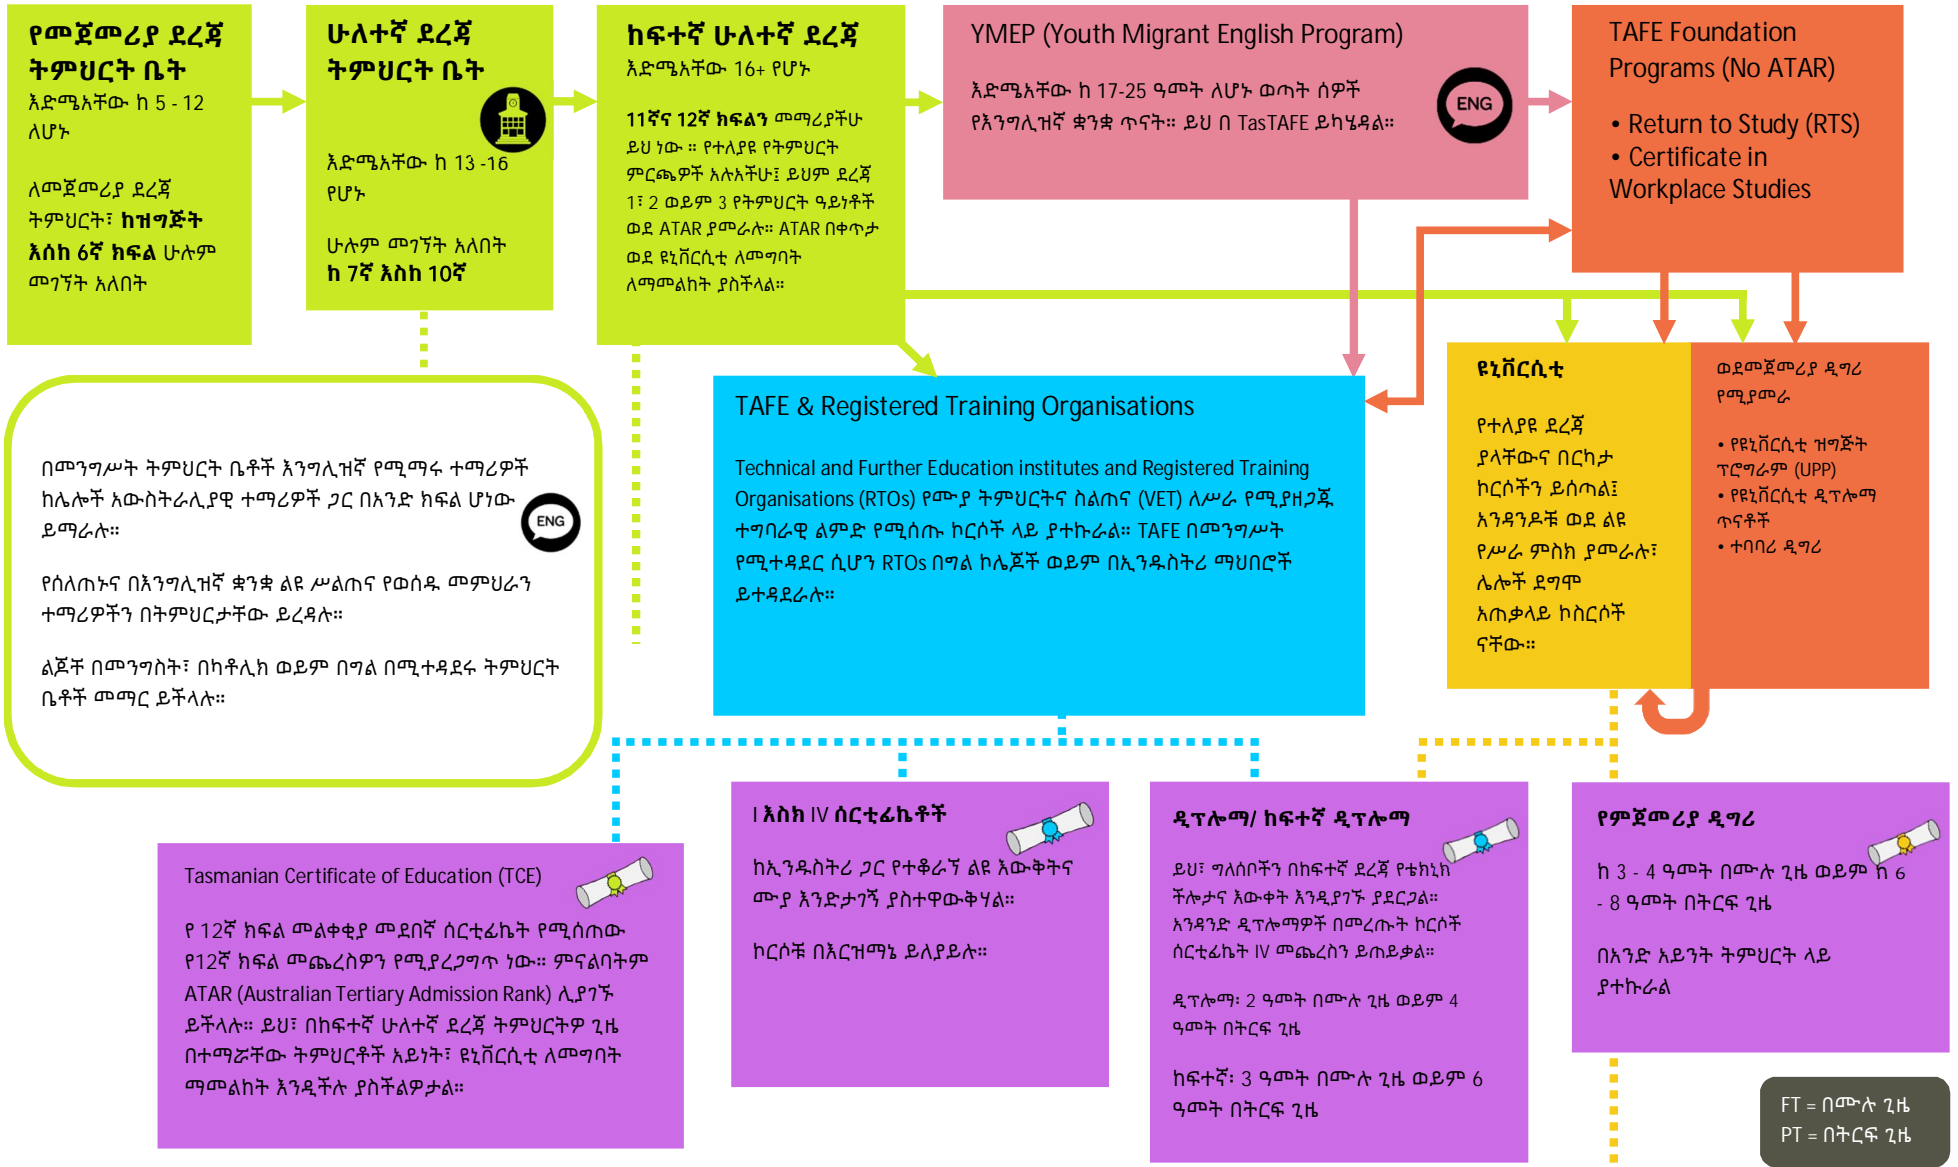 የመጀመሪያ ደረጃ
ትምህርት ቤት
እድሜአቸው ከ 5 - 12
ለሆኑ
ለመጀመሪያ ደረጃ
ትምህርት፣ ከዝግጅት
እሰከ 6ኛ ክፍል ሁሉም
መገኘት አለበት
ሁለተኛ ደረጃ
ትምህርት ቤት
እድሜአቸው ከ 13 -16
የሆኑ
ሁሉም መገኘት አለበት
ከ 7ኛ እስከ 10ኛ
ከፍተኛ ሁለተኛ ደረጃ
እድሜአቸው 16+ የሆኑ
11ኛና 12ኛ ክፍልን መማሪያችሁ
ይህ ነው ። የተለያዩ የትምህርት
ምርጫዎች አሉአችሁ፤ ይህም ደረጃ
1፣ 2 ወይም 3 የትምህርት ዓይነቶች
ወደ ATAR ያመራሉ። ATAR በቀጥታ
ወደ ዩኒቨርሲቲ ለመግባት
ለማመልከት ያስችላል።
YMEP (Youth Migrant English Program)
እድሜአቸው ከ 17-25 ዓመት ለሆኑ ወጣት ሰዎች
የእንግሊዝኛ ቋንቋ ጥናት። ይህ በ TasTAFE ይካሄዳል።
ENG
TAFE Foundation
Programs (No ATAR)
• Return to Study (RTS)
• Certificate in
Workplace Studies
በመንግሥት ትምህርት ቤቶች እንግሊዝኛ የሚማሩ ተማሪዎች
ከሌሎች አውስትራሊያዊ ተማሪዎች ጋር በአንድ ክፍል ሆነው
ይማራሉ።
ENG
የሰለጠኑና በእንግሊዝኛ ቋንቋ ልዩ ሥልጠና የወሰዱ መምህራን
ተማሪዎችን በትምህርታቸው ይረዳሉ።
ልጆቸ በመንግስት፣ በካቶሊክ ወይም በግል በሚተዳደሩ ትምህርት
ቤቶች መማር ይችላሉ።
TAFE & Registered Training Organisations
Technical and Further Education institutes and Registered Training
Organisations (RTOs) የሙያ ትምህርትና ስልጠና (VET) ለሥራ የሚያዘጋጁ
ተግባራዊ ልምድ የሚሰጡ ኮርሶች ላይ ያተኩራል። TAFE በመንግሥት
የሚተዳደር ሲሆን RTOs በግል ኮሌጆች ወይም በኢንዱስትሪ ማህበሮች
ይተዳደራሉ።
ዩኒቨርሲቲ
የተለያዩ ደረጃ
ያላቸውና በርካታ
ኮርሶችን ይሰጣል፤
አንዳንዶቹ ወደ ልዩ
የሥራ ምስክ ያመራሉ፣
ሌሎች ደግሞ
አጠቃላይ ኮስርሶች
ናቸው።
ወደመጀመሪያ ዲግሪ
የሚያመራ
• የዩኒቨርሲቲ ዝግጅት
ፕሮግራም (UPP)
• የዩኒቨርሲቲ ዲፕሎማ
ጥናቶች
• ተባባሪ ዲግሪ
Tasmanian Certificate of Education (TCE)
የ 12ኛ ክፍል መልቀቂያ መደበኛ ሰርቲፊኬት የሚሰጠው
የ12ኛ ክፍል መጨረስዎን የሚያረጋግጥ ነው። ምናልባትም
ATAR (Australian Tertiary Admission Rank) ሊያገኙ
ይችላሉ። ይህ፣ በከፍተኛ ሁለተኛ ደረጃ ትምህርትዎ ጊዜ
በተማሯቸው ትምህርቶች አይነት፣ ዩኒቨርሲቲ ለመግባት
ማመልከት እንዲችሉ ያስችልዎታል።
I እስክ IV ሰርቲፊኬቶች
ከኢንዱስትሪ ጋር የተቆራኘ ልዩ እውቅትና
ሙያ እንድታገኝ ያስተዋውቅሃል።
ኮርሶቹ በእርዝማኔ ይለያይሉ።
ዲፕሎማ/ ከፍተኛ ዲፕሎማ
ይህ፣ ግለሰቦችን በከፍተኛ ደረጃ የቴክኒክ
ችሎታና እውቀት እንዲያገኙ ያደርጋል።
አንዳንድ ዲፕሎማዎች በመረጡት ኮርሶች
ሰርቲፊኬት IV መጨረስን ይጠይቃል።
ዲፕሎማ፡ 2 ዓመት በሙሉ ጊዜ ወይም 4
ዓመት በትርፍ ጊዜ
ከፍተኛ፡ 3 ዓመት በሙሉ ጊዜ ወይም 6
ዓመት በትርፍ ጊዜ
የምጀመሪያ ዲግሪ
ከ 3 - 4 ዓመት በሙሉ ጊዜ ወይም ከ 6
- 8 ዓመት በትርፍ ጊዜ
በአንድ አይንት ትምህርት ላይ
ያተኩራል
FT = በሙሉ ጊዜ
PT = በትርፍ ጊዜ